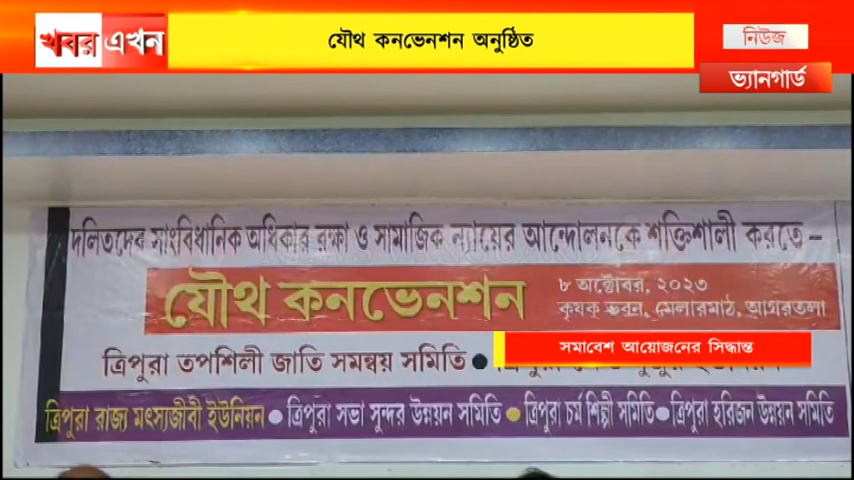 খবর এখন
যৌথ কনভেনশন অনুষ্ঠিত
নিউজ
ভ্যানগার্ড
দলিতদের সাংবিধানিক অধিকার রক্ষা ও সামাজিক ন্যায়ের আন্দোলনকে শক্তিশালী করতে –
যৌথ কনভেনশন
৮ অক্টোবর, ২০২৩
কৃষক ভবন, মেলারমাঠ, আগরতলা
সমাবেশ আয়োজনের সিদ্ধান্ত
ত্রিপুরা তপশিলী জাতি সমন্বয় সমিতি ●
ত্রিপুরা রাজ্য মৎস্যজীবী ইউনিয়ন ● ত্রিপুরা সভা সুন্দর উন্নয়ন সমিতি ● ত্রিপুরা চর্ম শিল্পী সমিতি ● ত্রিপুরা হরিজন উন্নয়ন সমিতি